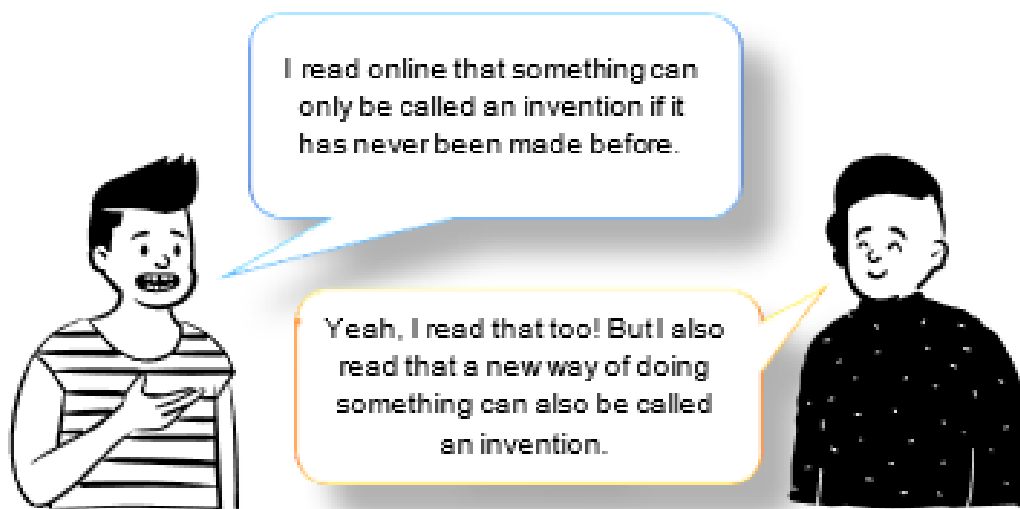 I read online that something can
only be called an invention if it
has never been made before.
Yeah, I read that too! But I also
read that a new way of doing
something can also be called
an invention.